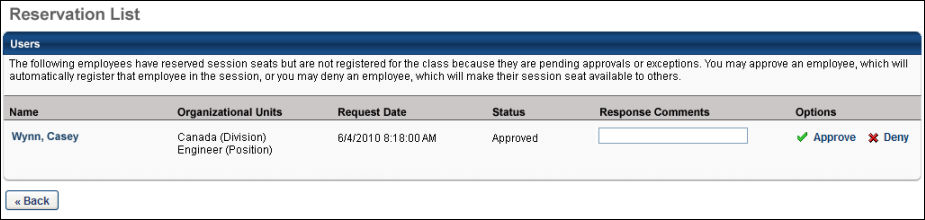 Reservation List
Users
The following employees have reserved session seats but are not registered for the class because they are pending approvals or exceptions. You may approve an employee, which will
automatically register that employee in the session, or you may deny an employee, which will make their session seat available to others.
Name Organizational Units Request Date Status Response Comments Options
Wynn, Casey Canada (Division) 6/4/2010 8:18:00 AM Approved Approve Deny
Engineer (Position)
« Back